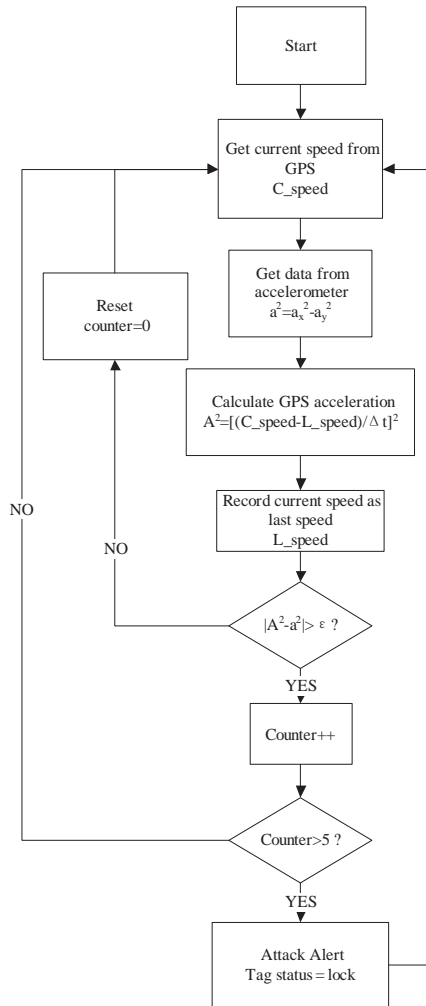 Start
Get current speed from
GPS
C_speed
Get data from
accelerometer
a²=aₓ²-a_y²
Reset
counter=0
Calculate GPS acceleration
A²=[(C_speed-L_speed)/Δt]²
Record current speed as
last speed
L_speed
NO
NO
|A²-a²|> ε ?
YES
Counter++
Counter>5 ?
YES
Attack Alert
Tag status = lock